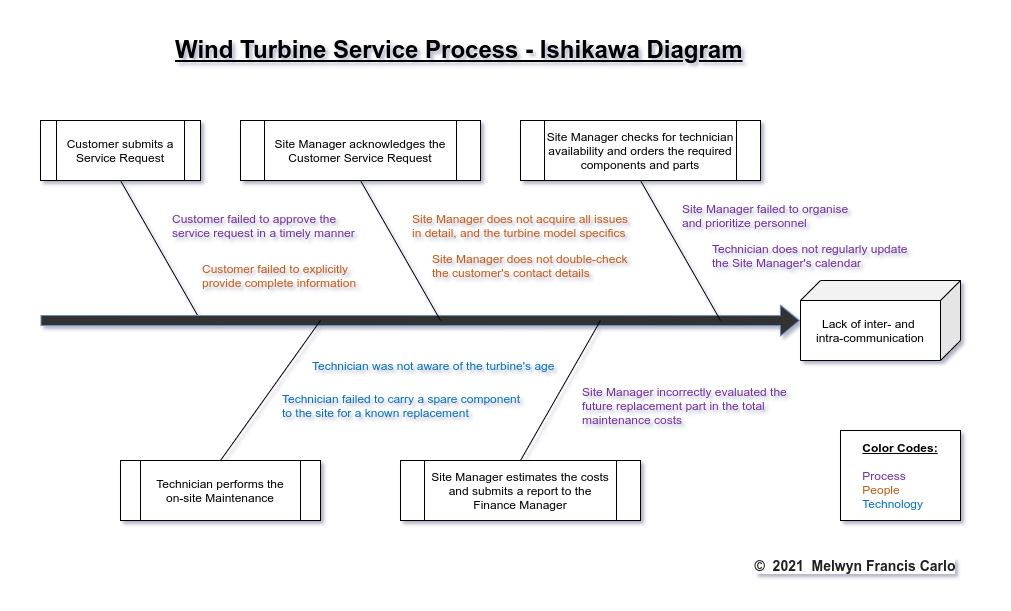 Wind Turbine Service Process - Ishikawa Diagram
Customer submits a
Service Request
Site Manager acknowledges the
Customer Service Request
Site Manager checks for technician
availability and orders the required
components and parts
Customer failed to approve the
service request in a timely manner
Customer failed to explicitly
provide complete information
Site Manager does not acquire all issues
in detail, and the turbine model specifics
Site Manager does not double-check
the customer's contact details
Site Manager failed to organise
and prioritize personnel
Technician does not regularly update
the Site Manager's calendar
Lack of inter- and
intra-communication
Technician was not aware of the turbine's age
Technician failed to carry a spare component
to the site for a known replacement
Site Manager incorrectly evaluated the
future replacement part in the total
maintenance costs
Technician performs the
on-site Maintenance
Site Manager estimates the costs
and submits a report to the
Finance Manager
Color Codes:
Process
People
Technology
© 2021 Melwyn Francis Carlo